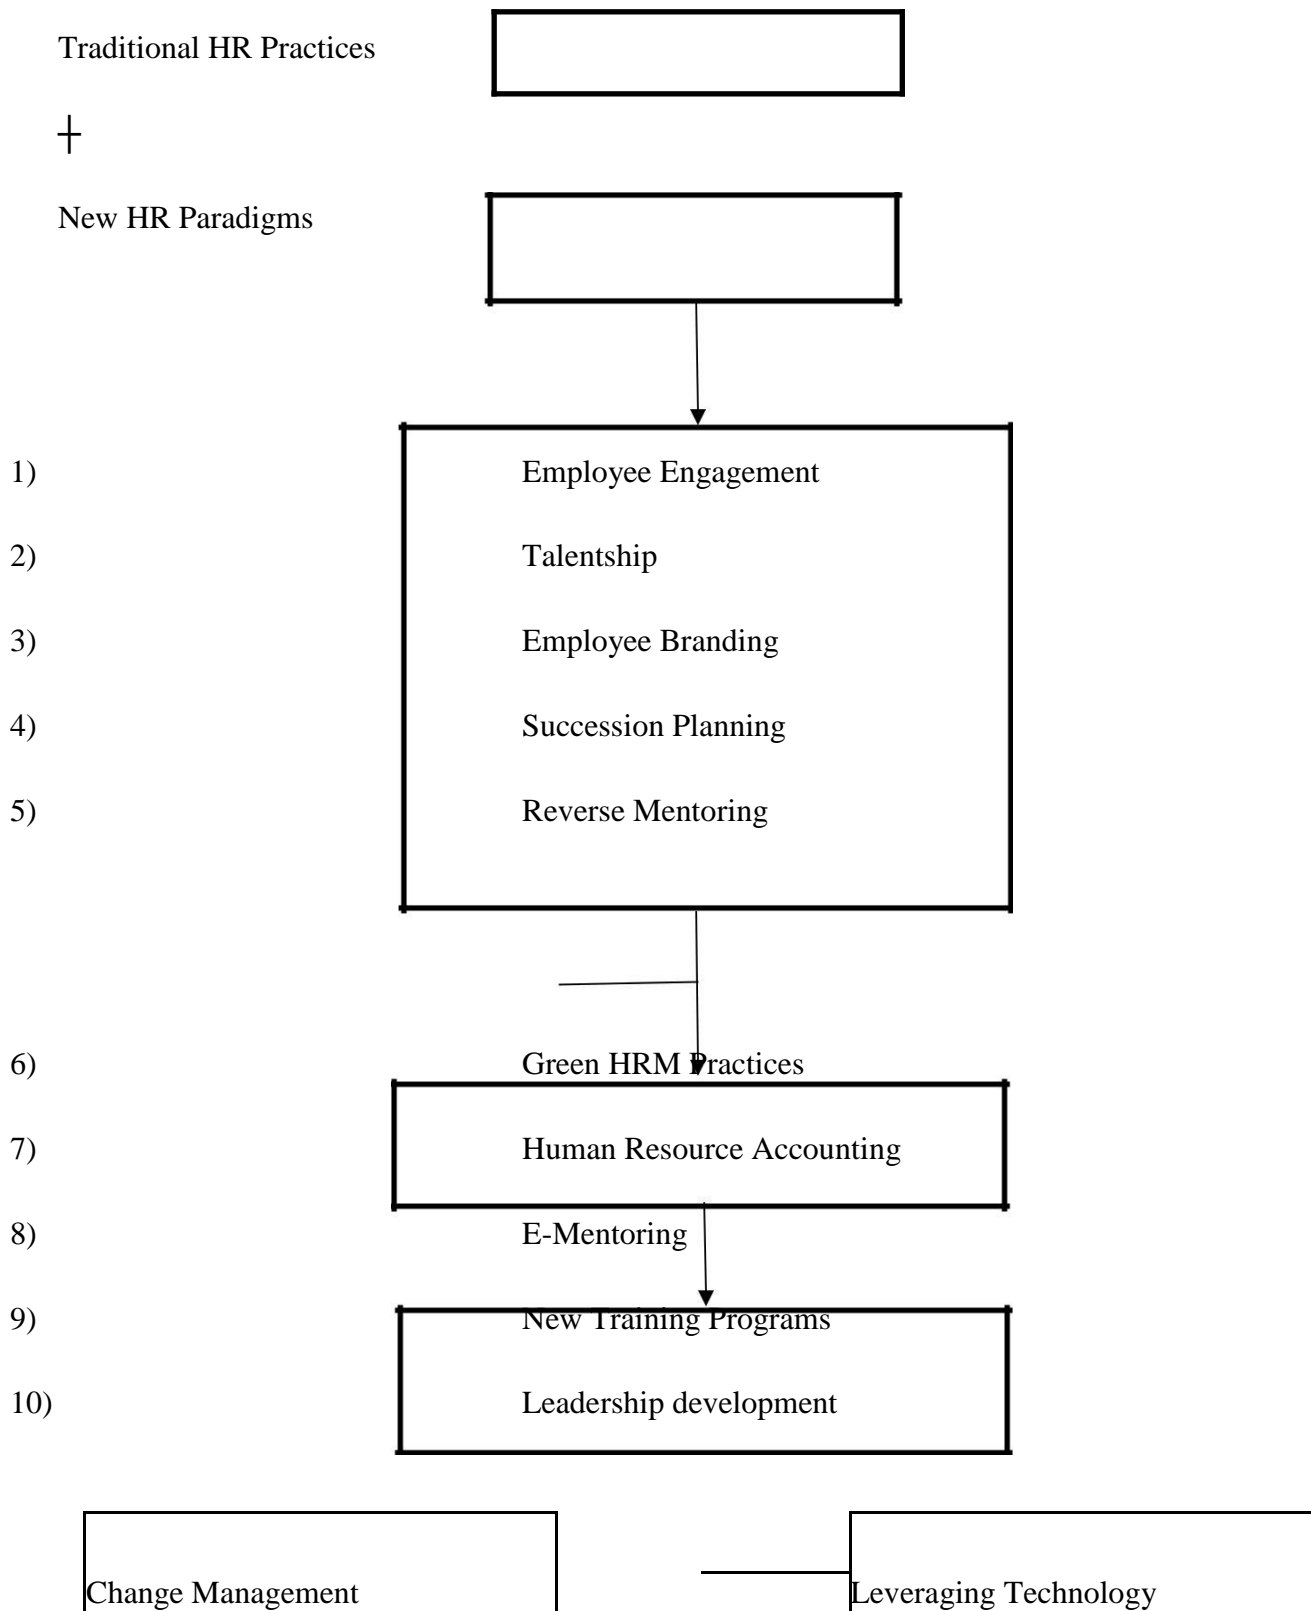 Traditional HR Practices
+
New HR Paradigms
1) Employee Engagement
2) Talentship
3) Employee Branding
4) Succession Planning
5) Reverse Mentoring
6) Green HRM Practices
7) Human Resource Accounting
8) E-Mentoring
9) New Training Programs
10) Leadership development
Change Management Leveraging Technology